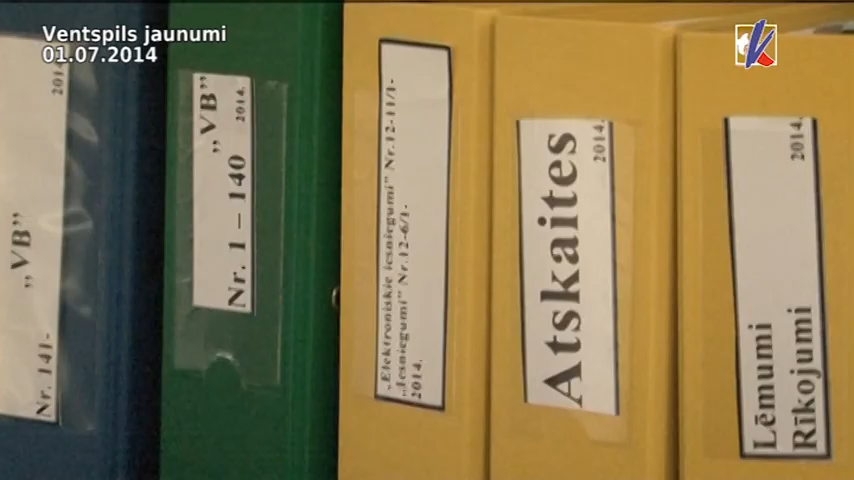 Ventspils jaunumi
01.07.2014
„VB”
Nr. 141-
„VB”
2014.
Nr. 1 – 140
„Elektroniskie iesniegumi” Nr.12-11/1-
„Iesniegumi” Nr.12-6/1-
2014.
Atskaites
2014.
Lēmumi
Rīkojumi
2014.